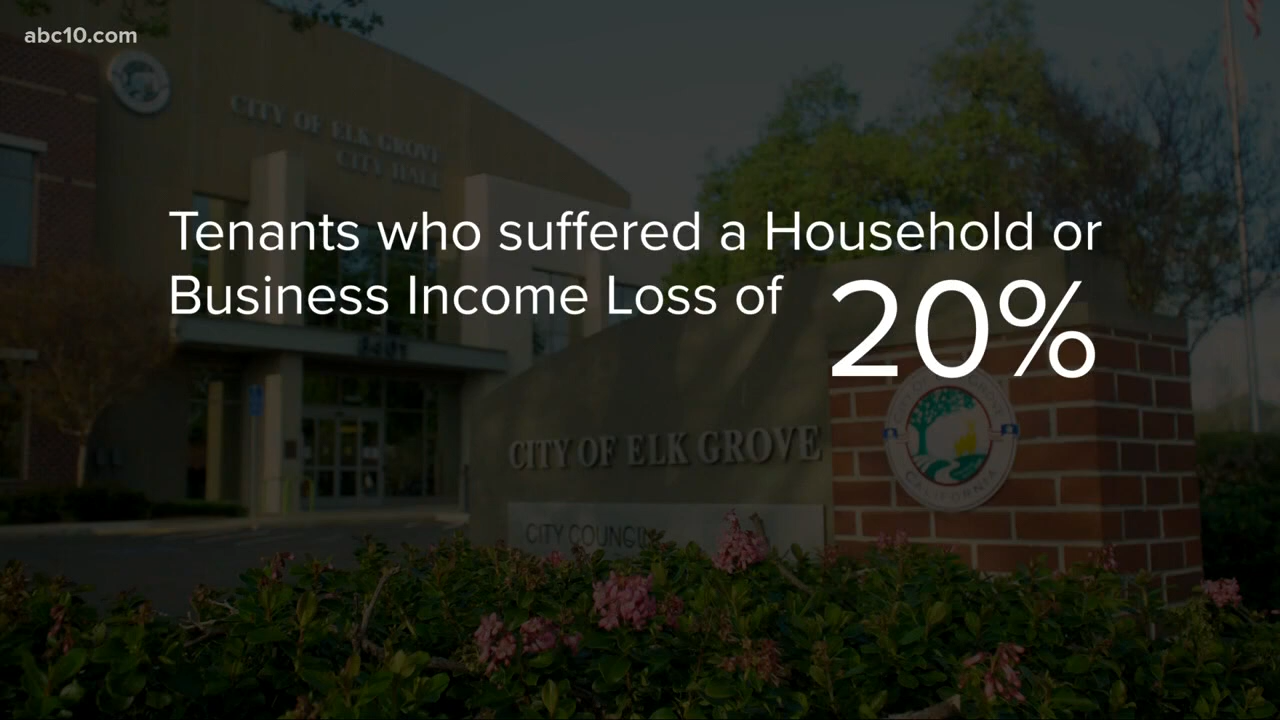 abc10.com
CITY OF ELK GROVE
CITY HALL
Tenants who suffered a Household or
Business Income Loss of 20%
CITY OF ELK GROVE
CALIFORNIA
CITY COUNCIL